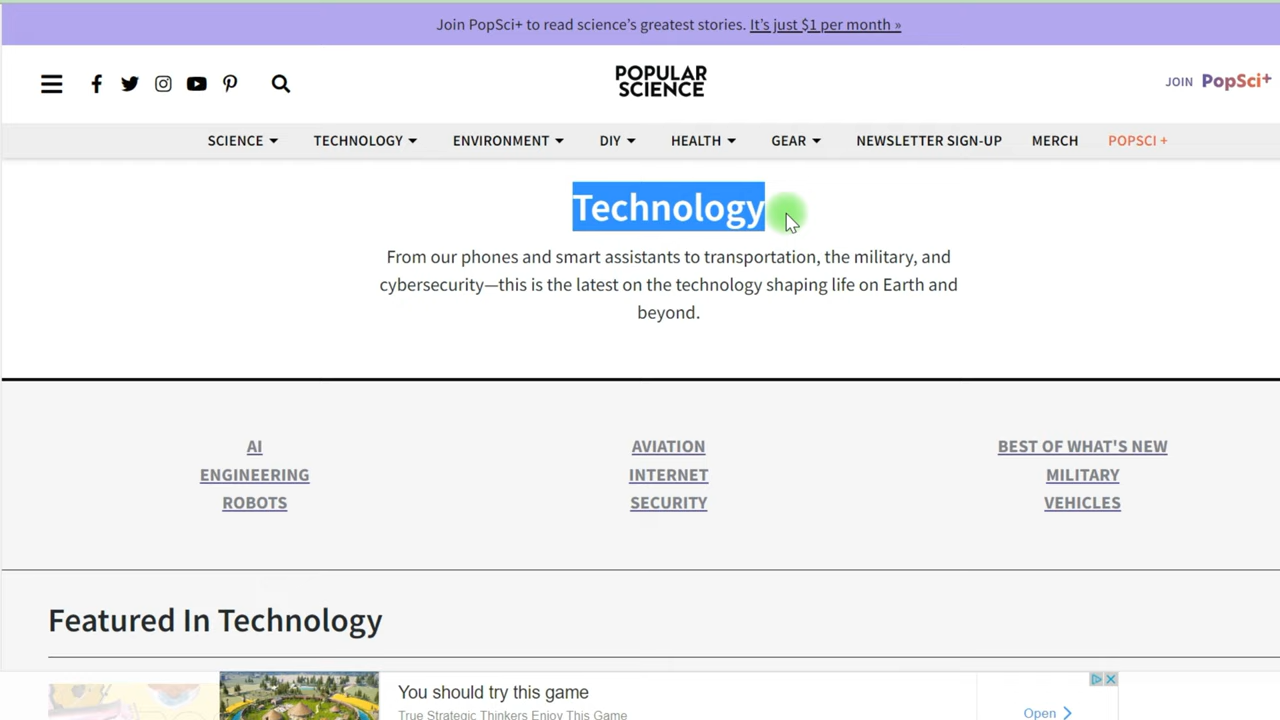 Join PopSci+ to read science's greatest stories. It's just $1 per month »
POPULAR
SCIENCE
JOIN PopSci+
SCIENCE TECHNOLOGY ENVIRONMENT DIY HEALTH GEAR NEWSLETTER SIGN-UP MERCH POPSCI +
Technology
From our phones and smart assistants to transportation, the military, and
cybersecurity—this is the latest on the technology shaping life on Earth and
beyond.
AI AVIATION BEST OF WHAT'S NEW
ENGINEERING INTERNET MILITARY
ROBOTS SECURITY VEHICLES
Featured In Technology
You should try this game
True Strategic Thinkers Enjoy This Game
Open